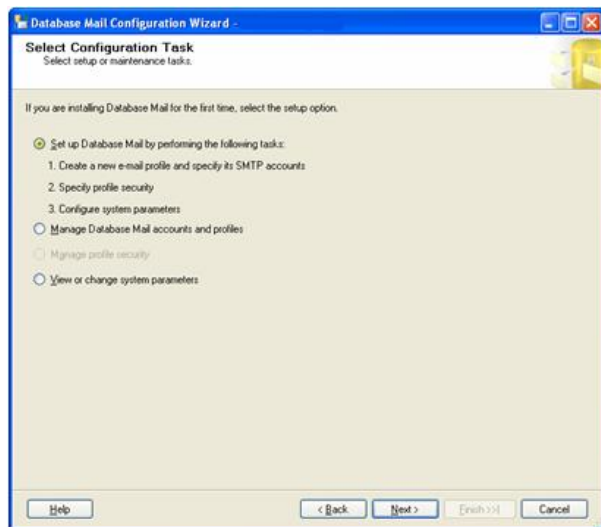 Database Mail Configuration Wizard -
Select Configuration Task
Select setup or maintenance tasks.
If you are installing Database Mail for the first time, select the setup option.
Set up Database Mail by performing the following tasks:
1. Create a new e-mail profile and specify its SMTP accounts
2. Specify profile security
3. Configure system parameters
Manage Database Mail accounts and profiles
Manage profile security
View or change system parameters
Help
< Back
Next >
Finish >>|
Cancel